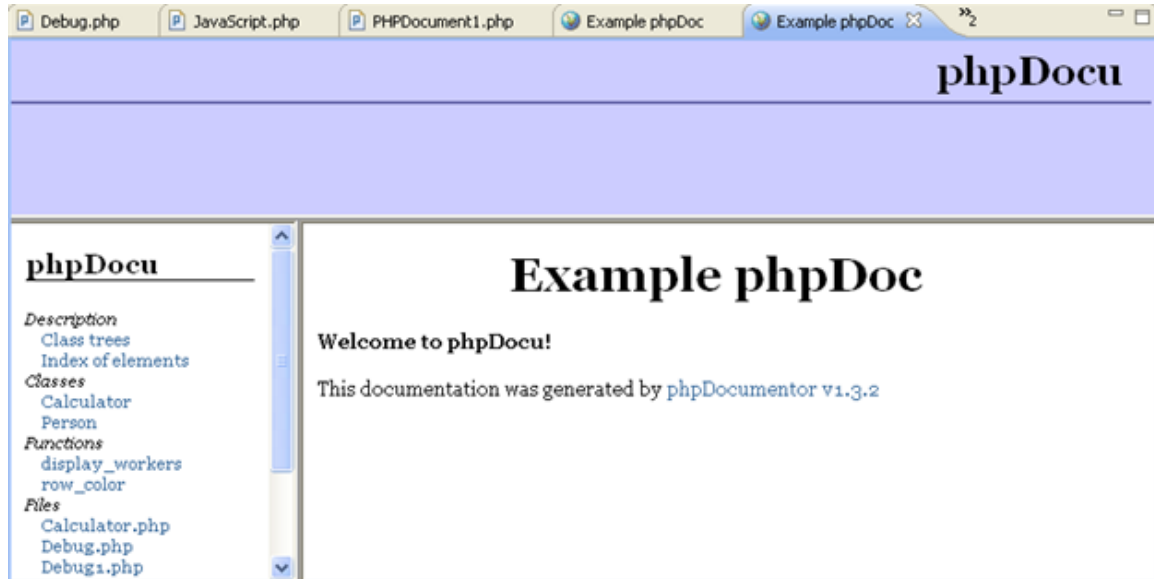 Debug.php JavaScript.php PHPDocument1.php Example phpDoc Example phpDoc »2
phpDocu
phpDocu
Description
Class trees
Index of elements
Classes
Calculator
Person
Functions
display_workers
row_color
Files
Calculator.php
Debug.php
Debug1.php
Example phpDoc
Welcome to phpDocu!
This documentation was generated by phpDocumentor v1.3.2